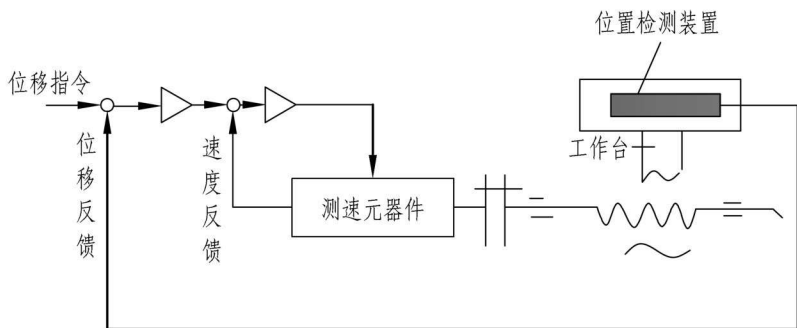 位置检测装置
位移指令
工作台
位移反馈
速度反馈
测速元器件